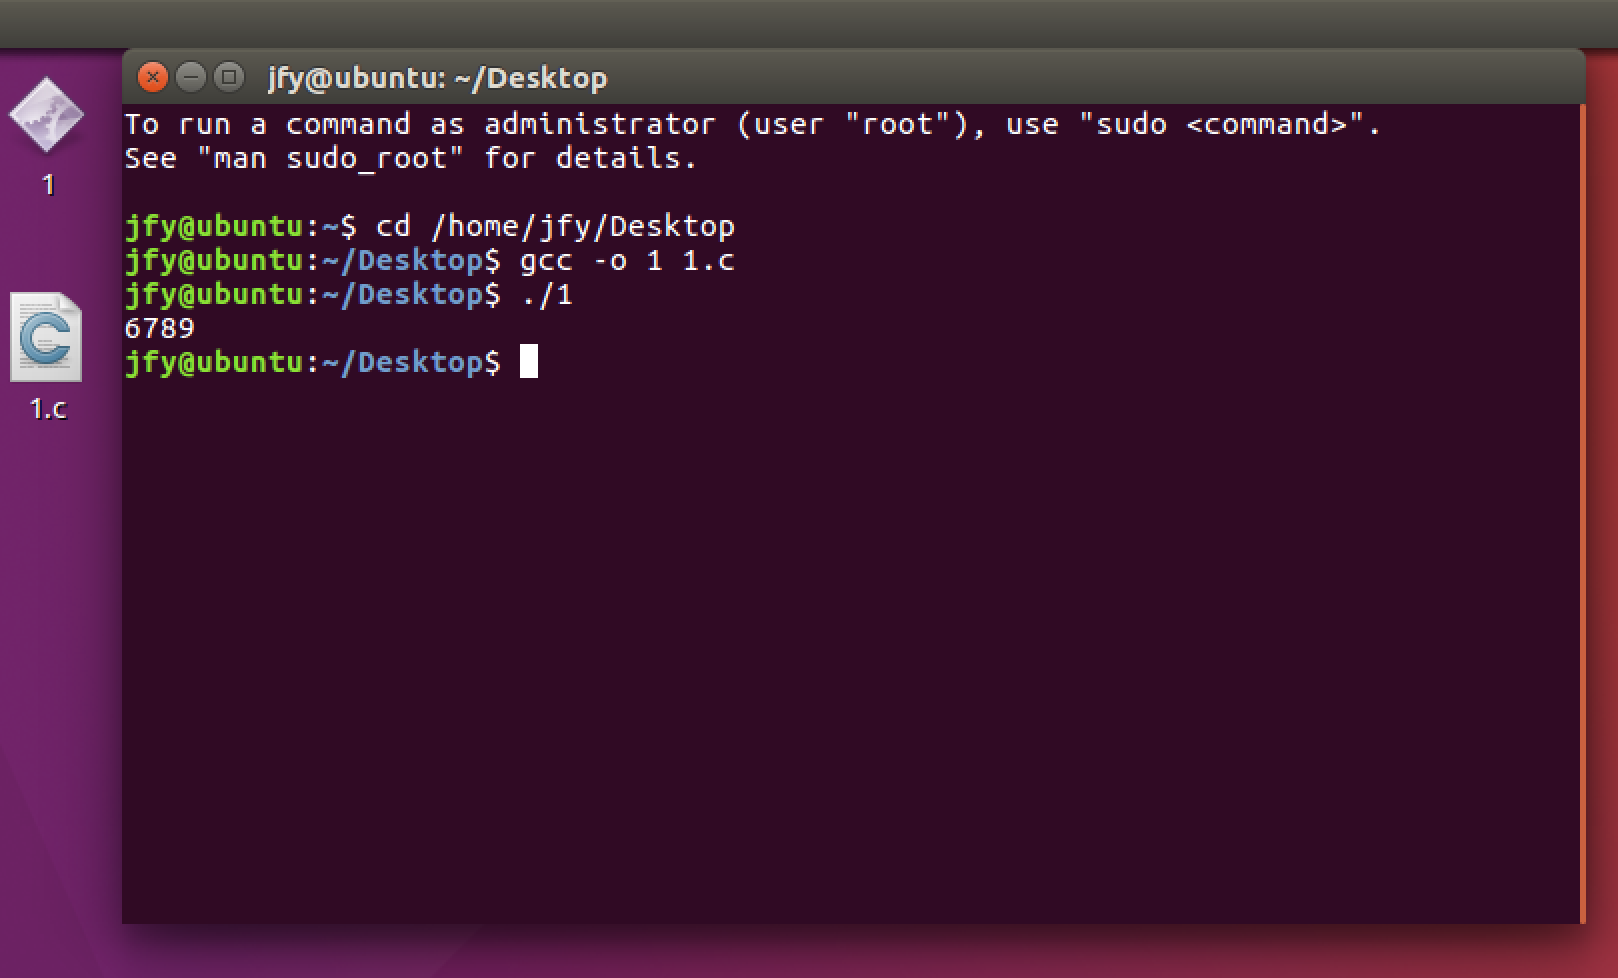 jfy@ubuntu: ~/Desktop
To run a command as administrator (user "root"), use "sudo <command>".
See "man sudo_root" for details.
jfy@ubuntu:~$ cd /home/jfy/Desktop
jfy@ubuntu:~/Desktop$ gcc -o 1 1.c
jfy@ubuntu:~/Desktop$ ./1
6789
jfy@ubuntu:~/Desktop$
1
C
1.c